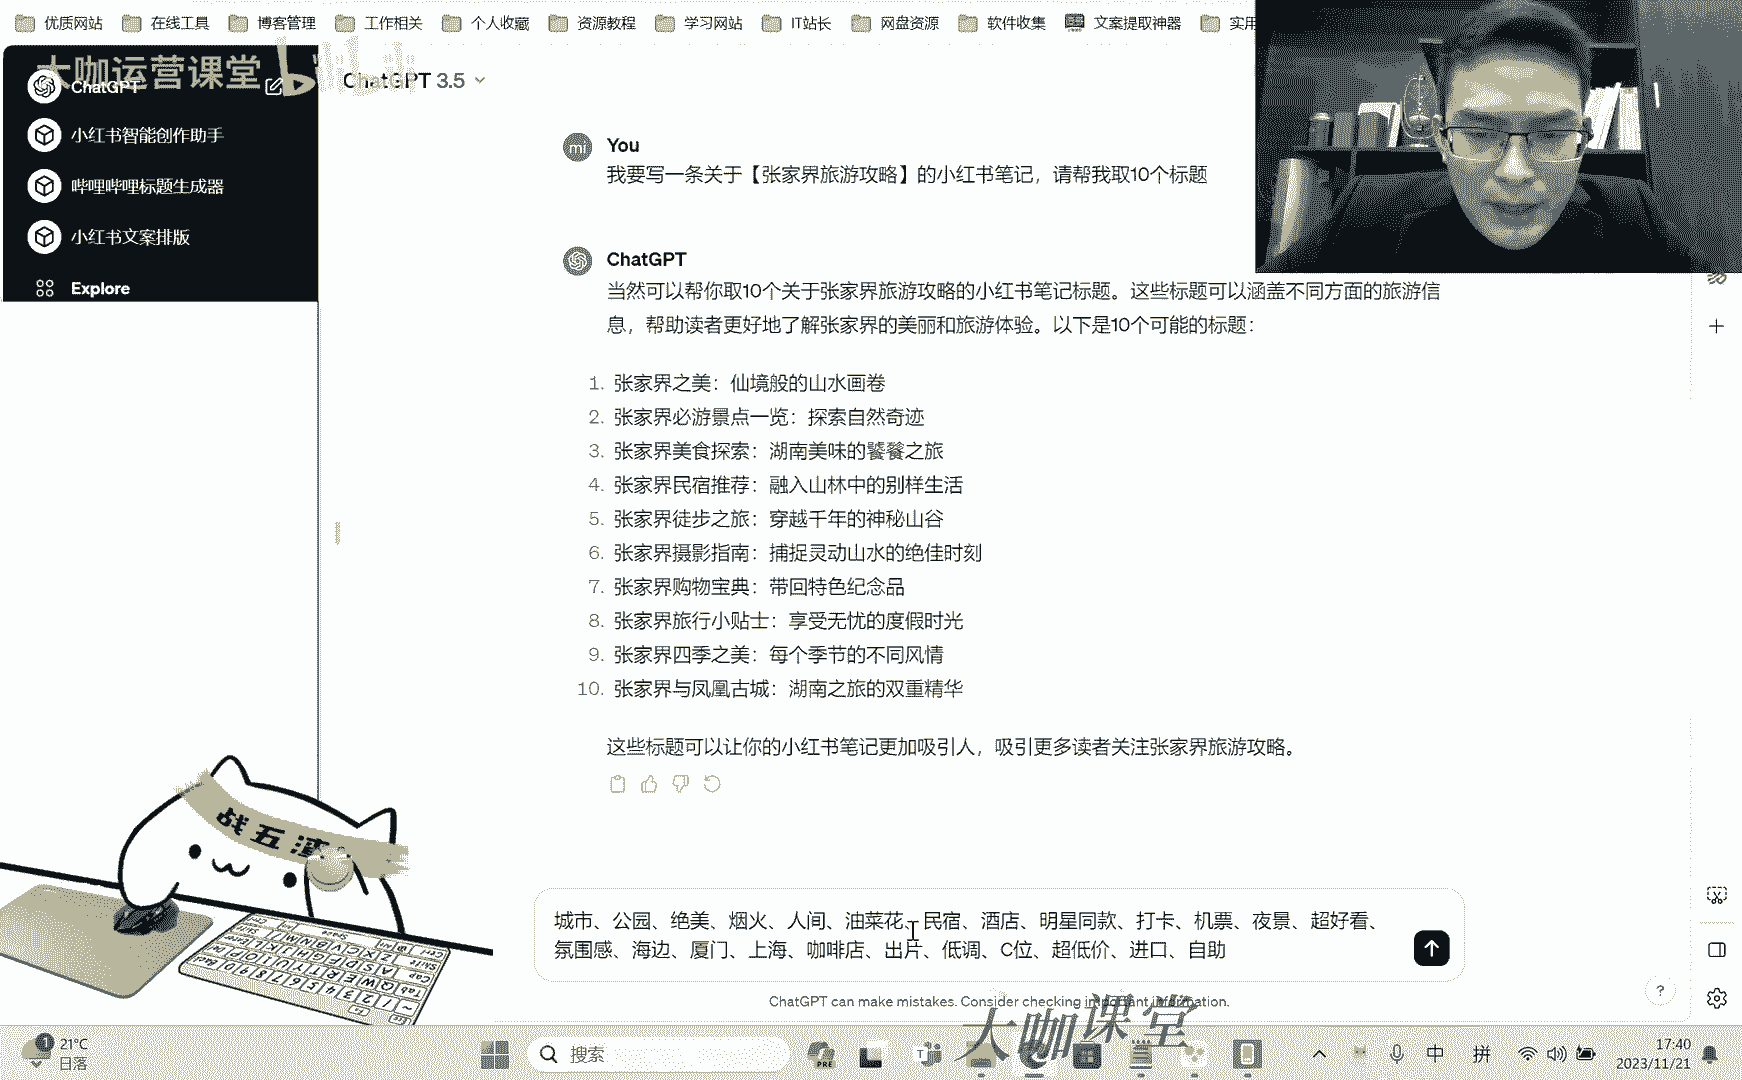 优质网站 在线工具 博客管理 工作相关 个人收藏 资源教程 学习网站 IT站长 网盘资源 软件收集 文案提取神器 实用
大咖运营课堂
ChatGPT
小红书智能创作助手
哔哩哔哩标题生成器
小红书文案排版
Explore
ChatGPT 3.5
mi
You
我要写一条关于【张家界旅游攻略】的小红书笔记，请帮我取10个标题
ChatGPT
当然可以帮你取10个关于张家界旅游攻略的小红书笔记标题。这些标题可以涵盖不同方面的旅游信
息，帮助读者更好地了解张家界的美丽和旅游体验。以下是10个可能的标题：
1. 张家界之美：仙境般的山水画卷
2. 张家界必游景点一览：探索自然奇迹
3. 张家界美食探索：湖南美味的饕餮之旅
4. 张家界民宿推荐：融入山林中的别样生活
5. 张家界徒步之旅：穿越千年的神秘山谷
6. 张家界摄影指南：捕捉灵动山水的绝佳时刻
7. 张家界购物宝典：带回特色纪念品
8. 张家界旅行小贴士：享受无忧的度假时光
9. 张家界四季之美：每个季节的不同风情
10. 张家界与凤凰古城：湖南之旅的双重精华
这些标题可以让你的小红书笔记更加吸引人，吸引更多读者关注张家界旅游攻略。
战五渣
城市、公园、绝美、烟火、人间、油菜花、民宿、酒店、明星同款、打卡、机票、夜景、超好看、
氛围感、海边、厦门、上海、咖啡店、出片、低调、C位、超低价、进口、自助
ChatGPT can make mistakes. Consider checking important information.
?
大咖课堂
1
21°C
日落
搜索
PRE
中
拼
17:40
2023/11/21